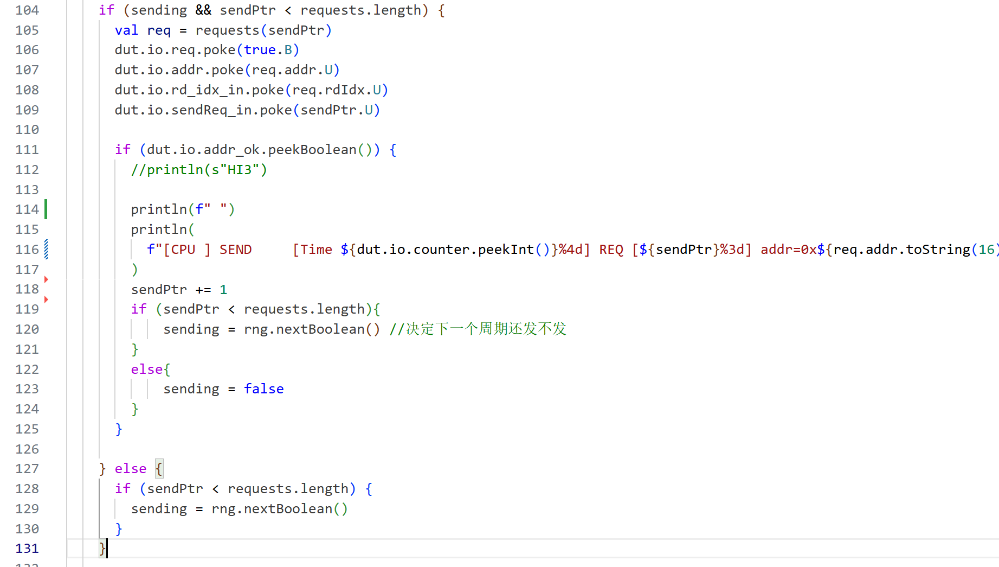 104 if (sending && sendPtr < requests.length) {
105 val req = requests(sendPtr)
106 dut.io.req.poke(true.B)
107 dut.io.addr.poke(req.addr.U)
108 dut.io.rd_idx_in.poke(req.rdIdx.U)
109 dut.io.sendReq_in.poke(sendPtr.U)
110
111 if (dut.io.addr_ok.peekBoolean()) {
112 //println(s"HI3")
113
114 println(f" ")
115 println(
116 f"[CPU ] SEND     [Time ${dut.io.counter.peekInt()}%4d] REQ [${sendPtr}%3d] addr=0x${req.addr.toString(16)
117 )
118 sendPtr += 1
119 if (sendPtr < requests.length){
120 sending = rng.nextBoolean() //决定下一个周期还发不发
121 }
122 else{
123 sending = false
124 }
125 }
126
127 } else {
128 if (sendPtr < requests.length) {
129 sending = rng.nextBoolean()
130 }
131 }